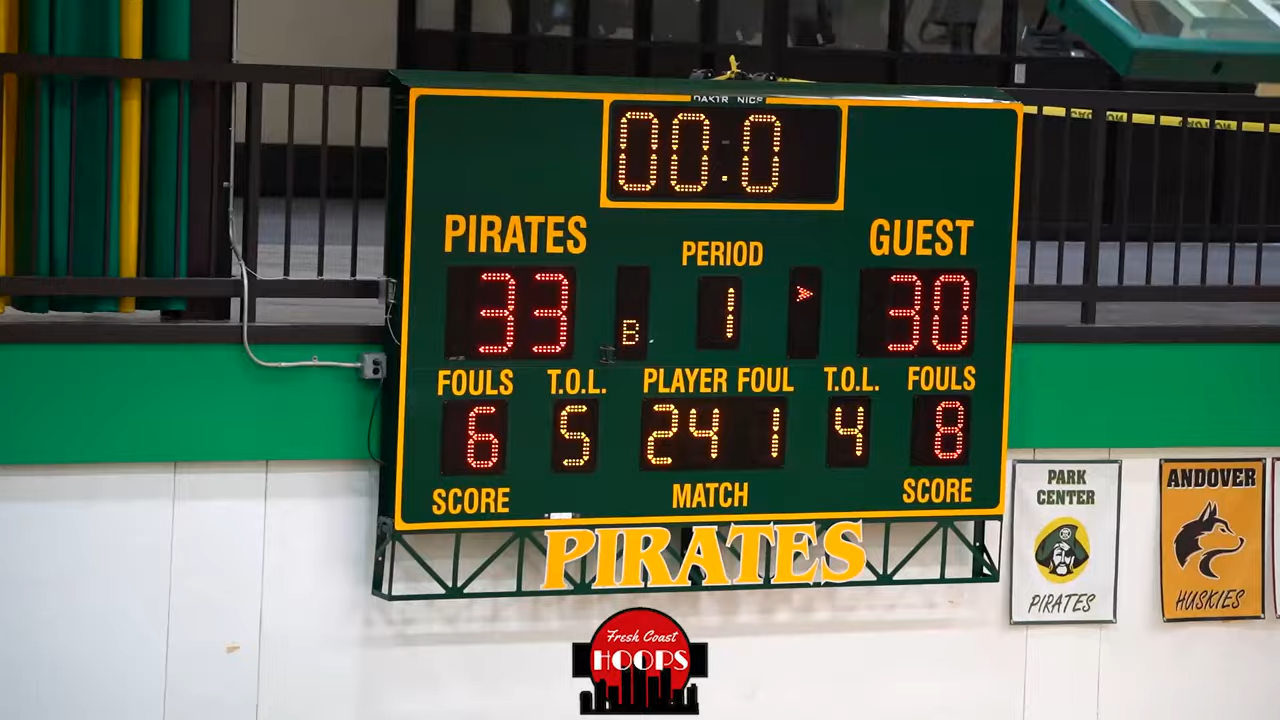 00:0
PIRATES
PERIOD
GUEST
33
B
1
30
FOULS
T.O.L.
PLAYER FOUL
T.O.L.
FOULS
6
5
24 1
4
8
SCORE
MATCH
SCORE
PIRATES
PARK
CENTER
PIRATES
ANDOVER
HUSKIES
Fresh Coast
HOOPS